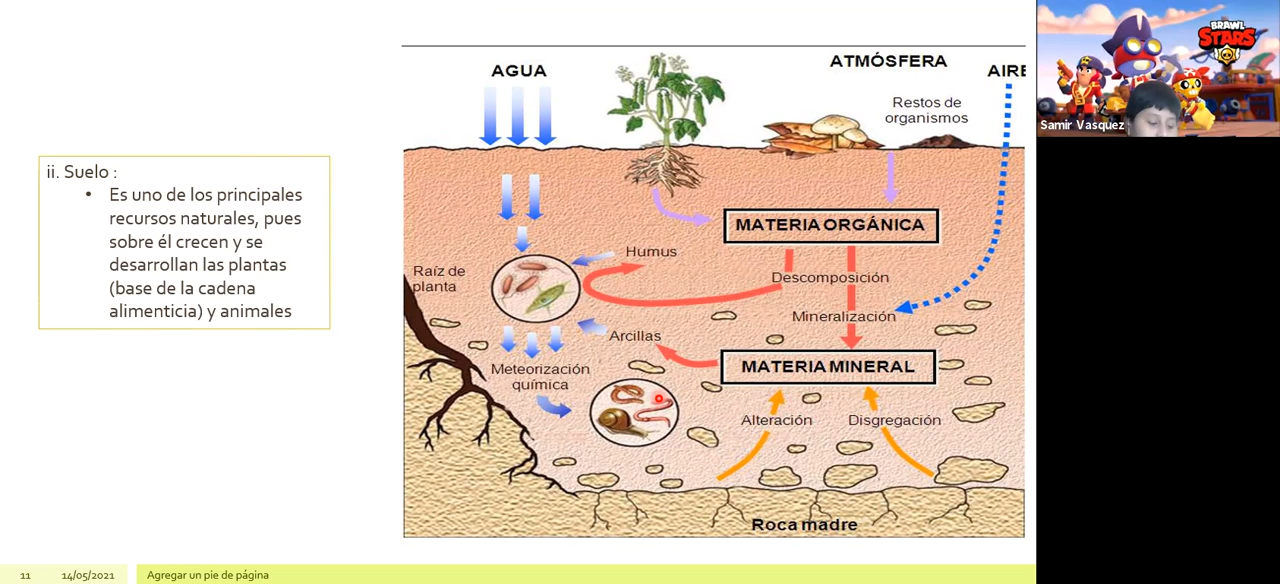 ii. Suelo :
• Es uno de los principales
recursos naturales, pues
sobre él crecen y se
desarrollan las plantas
(base de la cadena
alimenticia) y animales
AGUA
ATMÓSFERA
AIRE
Restos de
organismos
MATERIA ORGÁNICA
Humus
Raíz de
planta
Descomposición
Mineralización
Arcillas
Meteorización
química
MATERIA MINERAL
Alteración
Disgregación
Roca madre
11
14/05/2021
Agregar un pie de página
BRAWL
STARS
Samir Vasquez